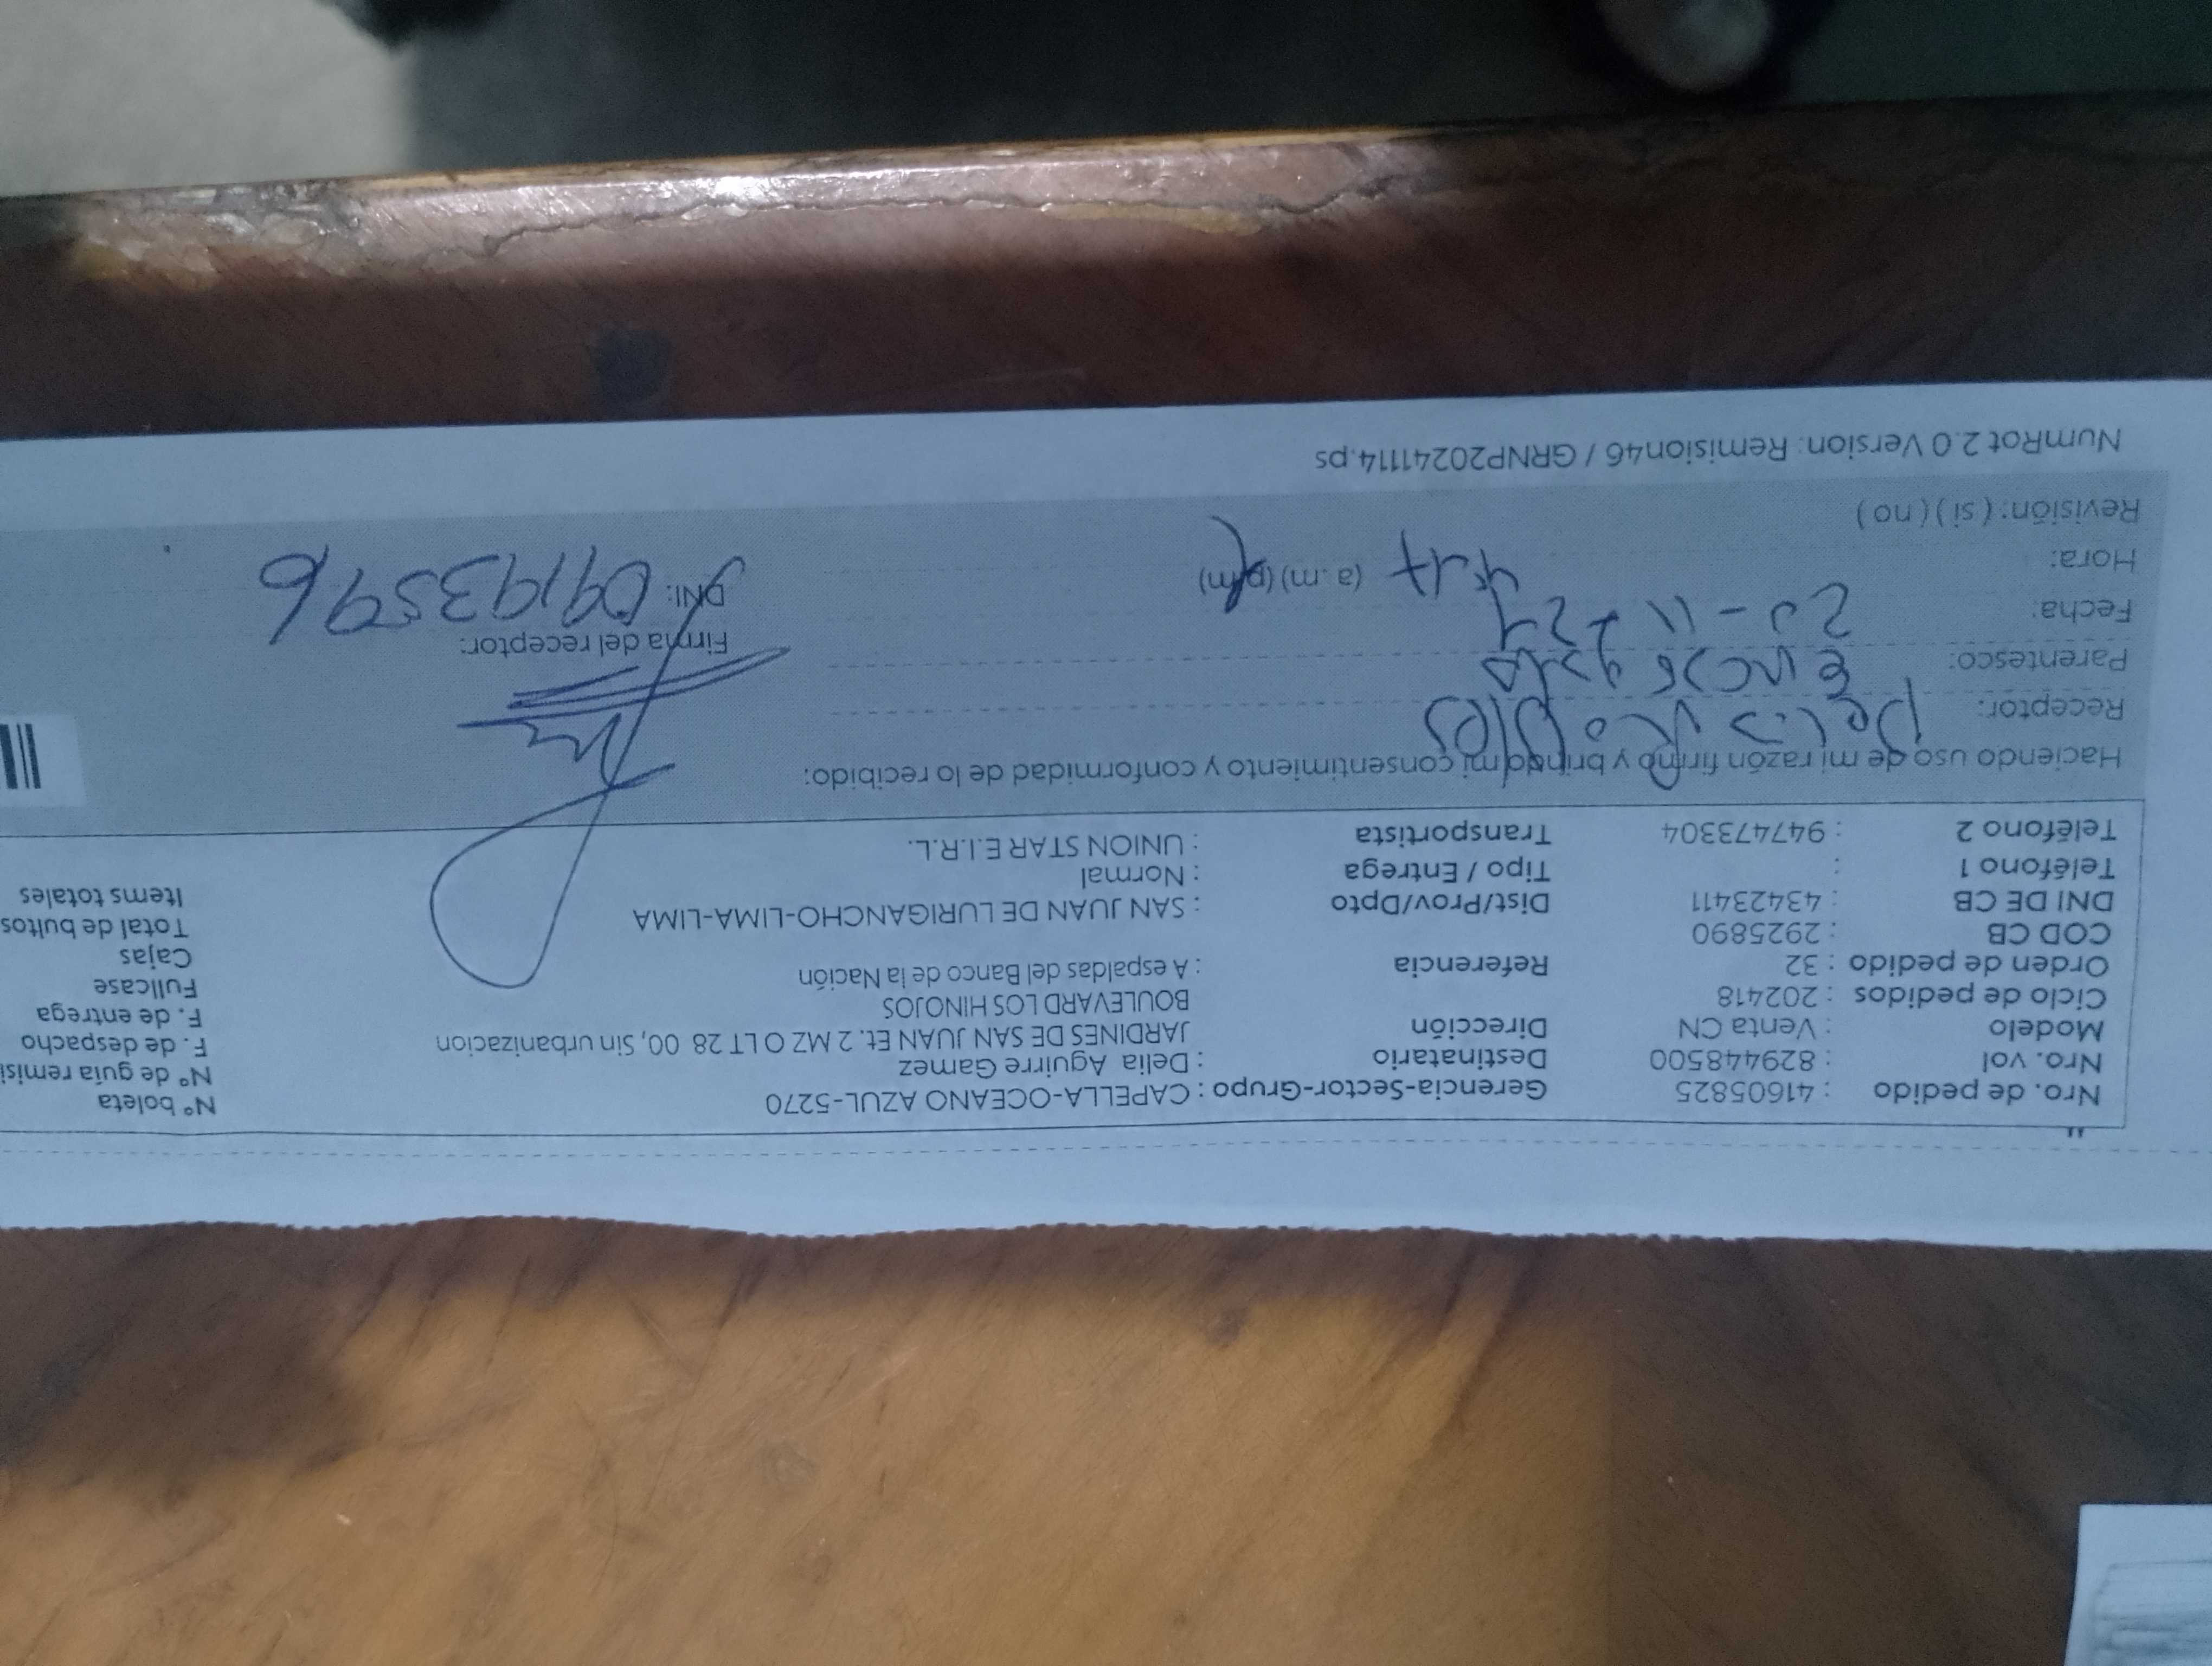 Nro. de pedido : 41605825 Gerencia-Sector-Grupo : CAPELLA-OCEANO AZUL-5270 N° boleta
Nro. vol : 829448500 Destinatario : Delia Aguirre Gamez N° de guia remisi
Modelo : Venta CN Dirección JARDINES DE SAN JUAN Et. 2 MZ O LT 28 00, Sin urbanizacion F. de despacho
Ciclo de pedidos : 202418 BOULEVARD LOS HINOJOS F. de entrega
Orden de pedido : 32 Referencia : A espaldas del Banco de la Nación Fullcase
COD CB : 2925890 Cajas
DNI DE CB : 43423411 Dist/Prov/Dpto : SAN JUAN DE LURIGANCHO-LIMA-LIMA Total de bultos
Teléfono 1 : Tipo / Entrega : Normal Items totales
Teléfono 2 : 947473304 Transportista : UNION STAR E.I.R.L.
Haciendo uso de mi razón firmo y brindo mi consentimiento y conformidad de lo recibido:
Receptor:
Parentesco:
Fecha: 20-11 Firma del receptor:
Hora: (a.m) (p.m) DNI: 09193596
Revisión: (si) (no)
NumRot 2.0 Version: Remision46 / GRNP20241114.ps